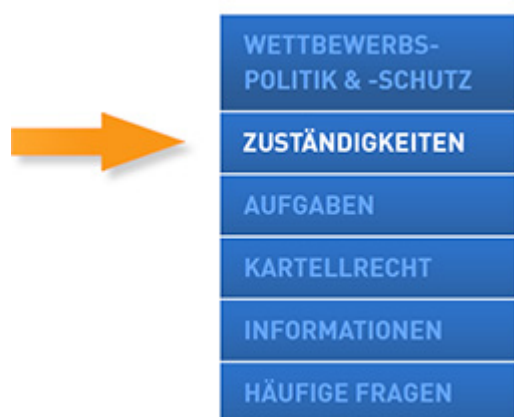 WETTBEWERBS-
POLITIK & -SCHUTZ
ZUSTÄNDIGKEITEN
AUFGABEN
KARTELLRECHT
INFORMATIONEN
HÄUFIGE FRAGEN